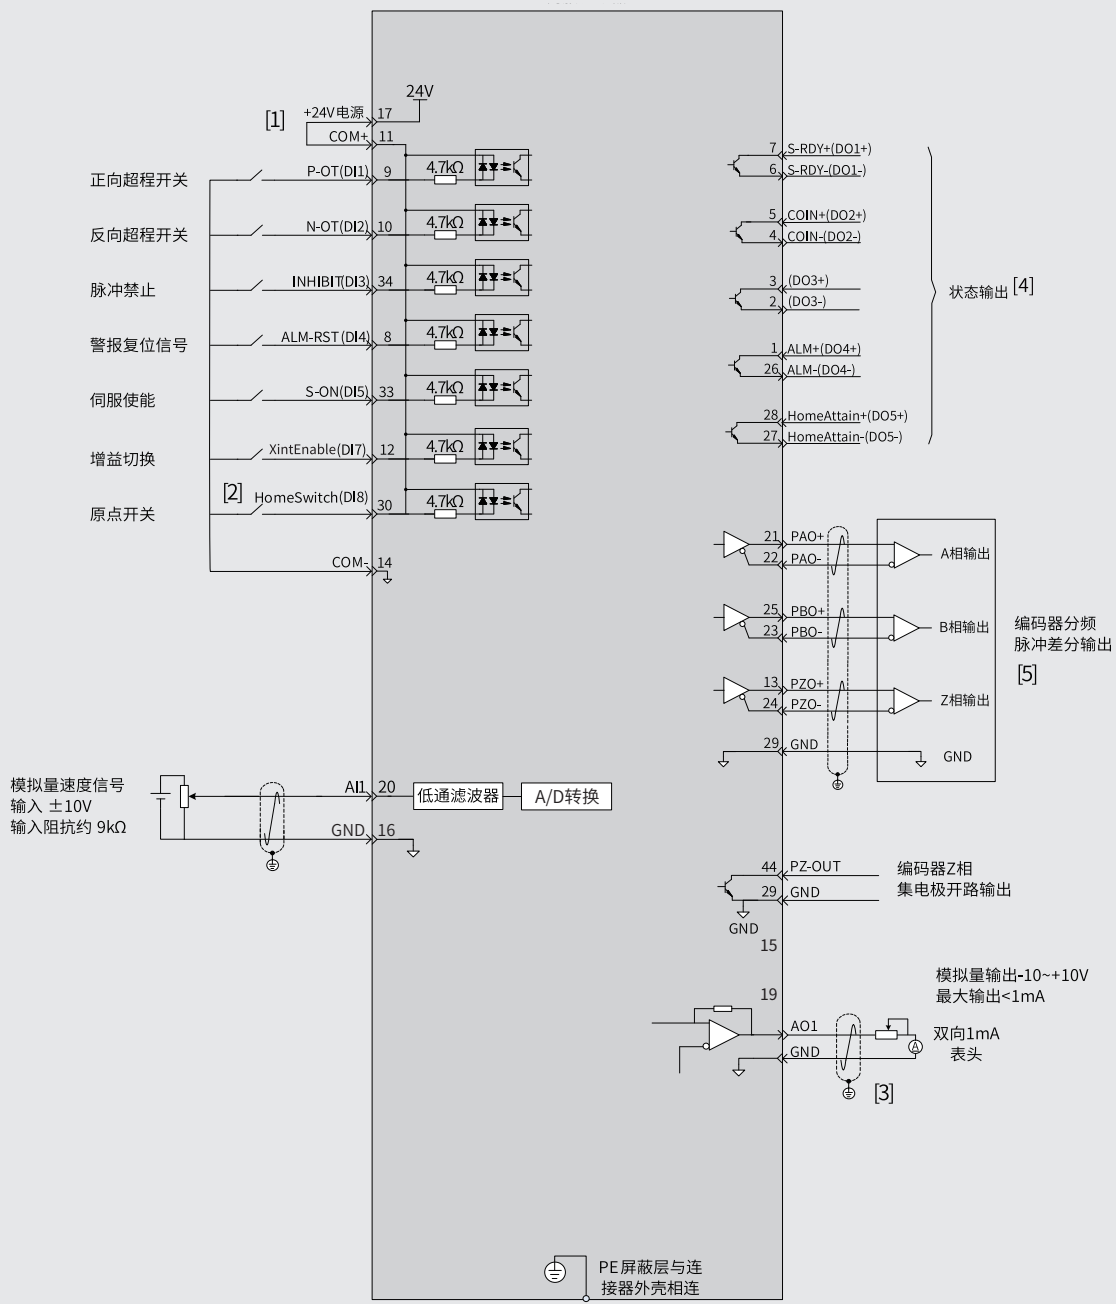 24V
[1]
+24V电源
17
COM+
11
正向超程开关
P-OT(DI1)
9
4.7kΩ
反向超程开关
N-OT(DI2)
10
4.7kΩ
脉冲禁止
INHIBIT(DI3)
34
4.7kΩ
警报复位信号
ALM-RST(DI4)
8
4.7kΩ
伺服使能
S-ON(DI5)
33
4.7kΩ
增益切换
XintEnable(DI7)
12
4.7kΩ
[2]
原点开关
HomeSwitch(DI8)
30
4.7kΩ
COM-
14
7
S-RDY+(DO1+)
6
S-RDY-(DO1-)
5
COIN+(DO2+)
4
COIN-(DO2-)
3
(DO3+)
2
(DO3-)
1
ALM+(DO4+)
26
ALM-(DO4-)
28
HomeAttain+(DO5+)
27
HomeAttain-(DO5-)
状态输出
[4]
21
PAO+
22
PAO-
A相输出
25
PBO+
23
PBO-
B相输出
13
PZO+
24
PZO-
Z相输出
29
GND
GND
编码器分频
脉冲差分输出
[5]
模拟量速度信号
输入 ±10V
输入阻抗约 9kΩ
AI1
20
低通滤波器
A/D转换
GND
16
44
PZ-OUT
29
GND
GND
编码器Z相
集电极开路输出
15
19
模拟量输出-10~+10V
最大输出<1mA
AO1
GND
A
双向1mA
表头
[3]
PE屏蔽层与连
接器外壳相连